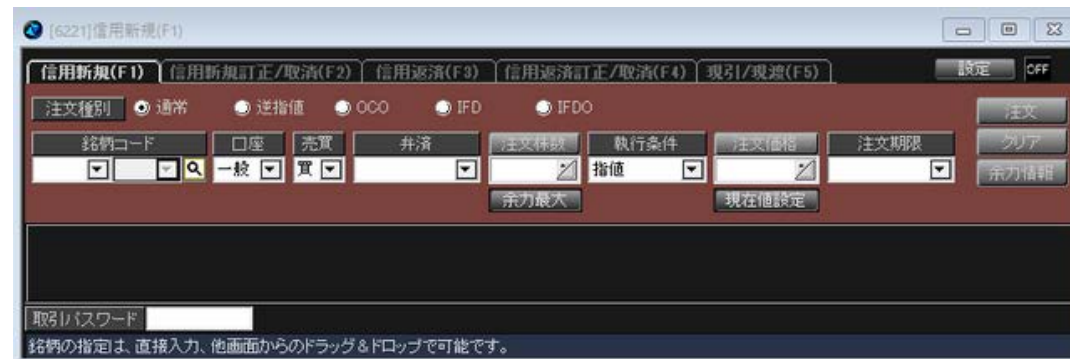 [6221]信用新規(F1)
信用新規(F1) 信用新規訂正/取消(F2) 信用返済(F3) 信用返済訂正/取消(F4) 現引/現渡(F5) 設定 OFF
注文種別 通常 逆指値 OCO IFD IFDO 注文
銘柄コード 口座 売買 弁済 注文株数 執行条件 注文価格 注文期限 クリア
一般 買 指値 余力情報
余力最大 現在値設定
取引パスワード
銘柄の指定は、直接入力、他画面からのドラッグ&ドロップで可能です。